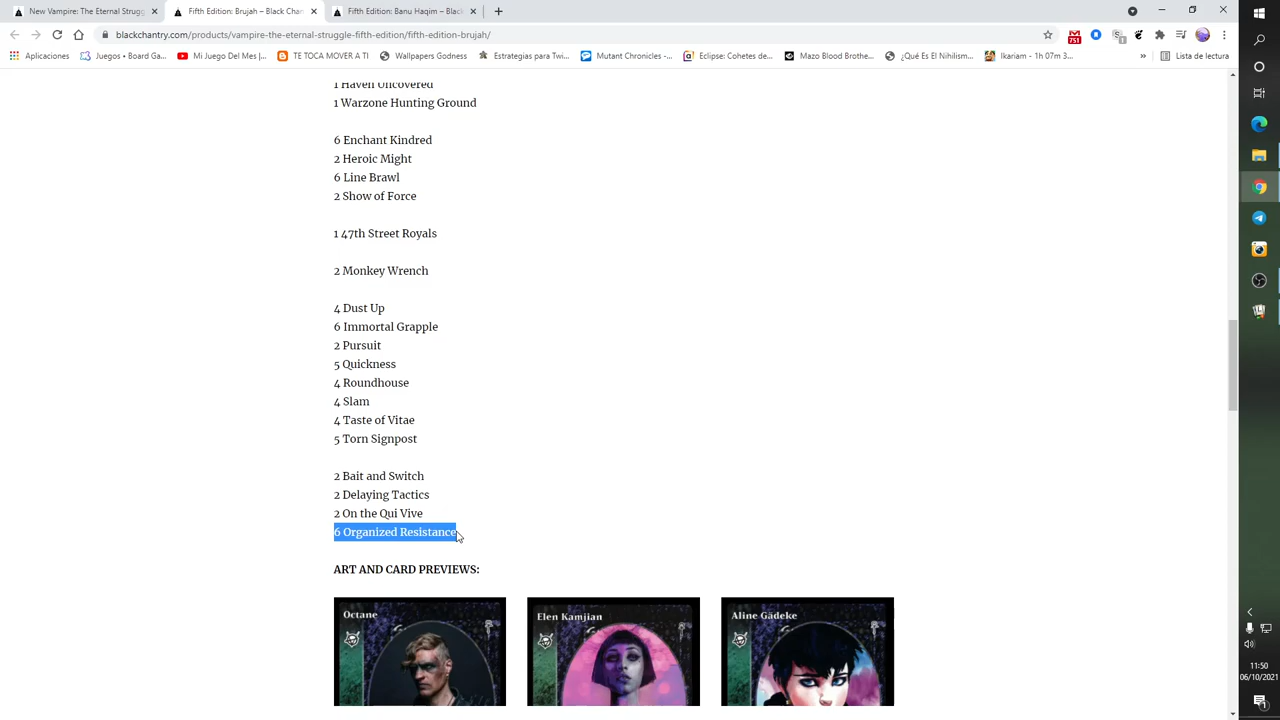 New Vampire: The Eternal Strugg
Fifth Edition: Brujah – Black Chan
Fifth Edition: Banu Haqim – Black
blackchantry.com/products/vampire-the-eternal-struggle-fifth-edition/fifth-edition-brujah/
751
1
Aplicaciones
Juegos • Board Ga...
Mi Juego Del Mes |...
TE TOCA MOVER A T...
Wallpapers Godness
Estrategias para Twi...
Mutant Chronicles -...
Eclipse: Cohetes de...
Mazo Blood Brothe...
¿Qué Es El Nihilism...
Ikariam - 1h 07m 3...
»
Lista de lectura
1 Haven Uncovered
1 Warzone Hunting Ground
6 Enchant Kindred
2 Heroic Might
6 Line Brawl
2 Show of Force
1 47th Street Royals
2 Monkey Wrench
4 Dust Up
6 Immortal Grapple
2 Pursuit
5 Quickness
4 Roundhouse
4 Slam
4 Taste of Vitae
5 Torn Signpost
2 Bait and Switch
2 Delaying Tactics
2 On the Qui Vive
6 Organized Resistance
ART AND CARD PREVIEWS:
Octane
Elen Kamjian
Aline Gädeke
11:50
06/10/2021